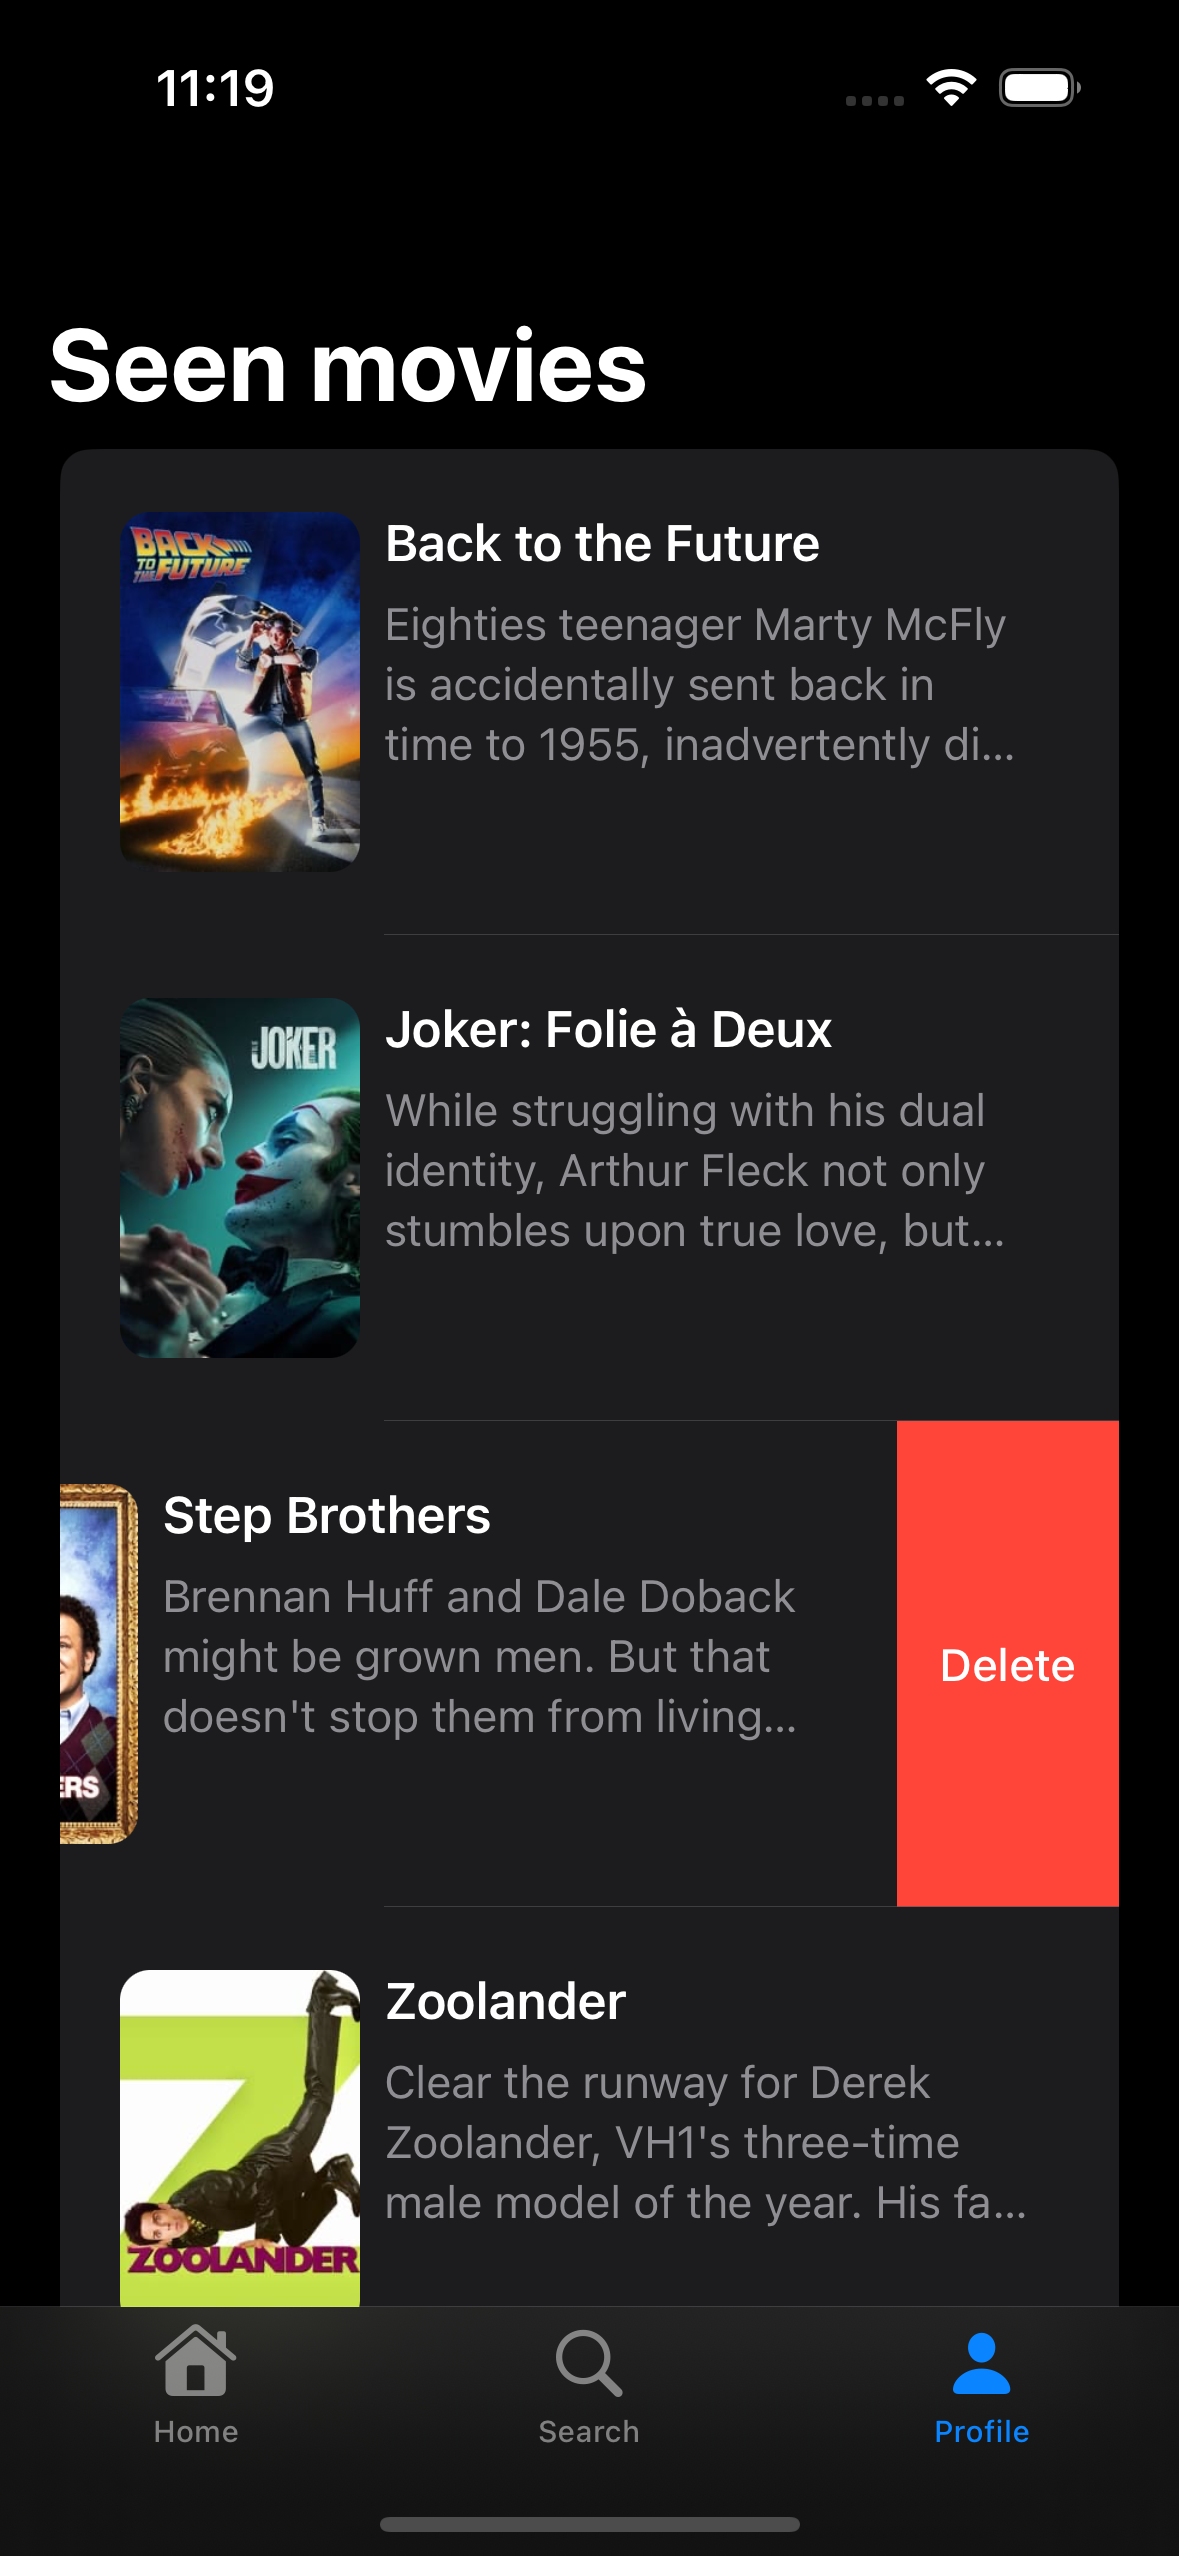 11:19
Seen movies
BACK
TO THE FUTURE
Back to the Future
Eighties teenager Marty McFly
is accidentally sent back in
time to 1955, inadvertently di...
JOKER
Joker: Folie à Deux
While struggling with his dual
identity, Arthur Fleck not only
stumbles upon true love, but...
ERS
Step Brothers
Brennan Huff and Dale Doback
might be grown men. But that
doesn't stop them from living...
Delete
ZOOLANDER
Zoolander
Clear the runway for Derek
Zoolander, VH1's three-time
male model of the year. His fa...
Home
Search
Profile